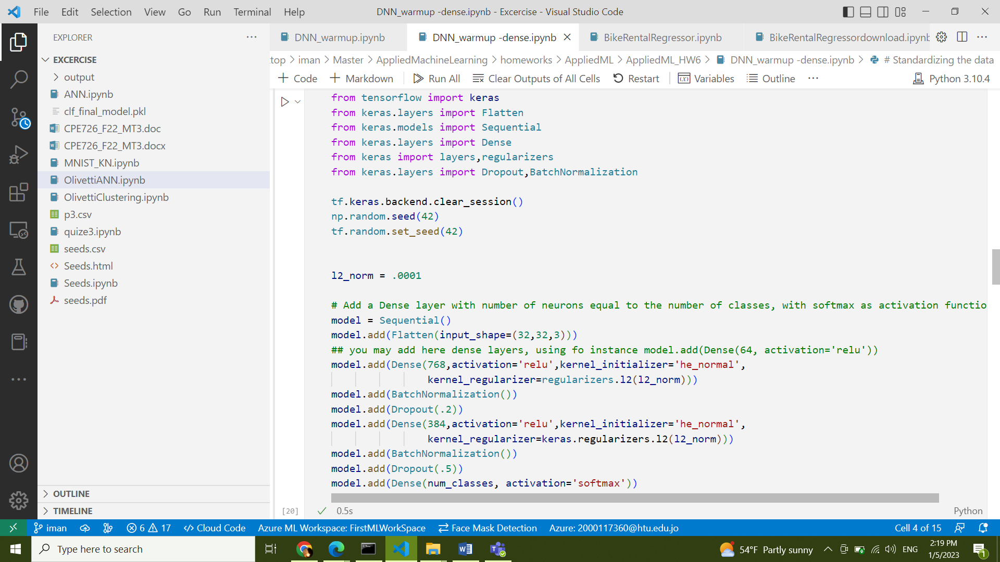 File Edit Selection View Go Run Terminal Help DNN_warmup -dense.ipynb - Excercise - Visual Studio Code
EXPLORER
EXCERCISE
output
ANN.ipynb
clf_final_model.pkl
CPE726_F22_MT3.doc
CPE726_F22_MT3.docx
MNIST_KN.ipynb
OlivettiANN.ipynb
OlivettiClustering.ipynb
p3.csv
quize3.ipynb
seeds.csv
Seeds.html
Seeds.ipynb
seeds.pdf
OUTLINE
TIMELINE
DNN_warmup.ipynb DNN_warmup -dense.ipynb BikeRentalRegressor.ipynb BikeRentalRegressordownload.ipynb
top > iman > Master > AppliedMachineLearning > homeworks > AppliedML > AppliedML_HW6 > DNN_warmup -dense.ipynb > # Standardizing the data
+ Code + Markdown Run All Clear Outputs of All Cells Restart Variables Outline ... Python 3.10.4
from tensorflow import keras
from keras.layers import Flatten
from keras.models import Sequential
from keras.layers import Dense
from keras import layers,regularizers
from keras.layers import Dropout,BatchNormalization
tf.keras.backend.clear_session()
np.random.seed(42)
tf.random.set_seed(42)
l2_norm = .0001
# Add a Dense layer with number of neurons equal to the number of classes, with softmax as activation functio
model = Sequential()
model.add(Flatten(input_shape=(32,32,3)))
## you may add here dense layers, using fo instance model.add(Dense(64, activation='relu'))
model.add(Dense(768,activation='relu',kernel_initializer='he_normal',
kernel_regularizer=regularizers.l2(l2_norm)))
model.add(BatchNormalization())
model.add(Dropout(.2))
model.add(Dense(384,activation='relu',kernel_initializer='he_normal',
kernel_regularizer=keras.regularizers.l2(l2_norm)))
model.add(BatchNormalization())
model.add(Dropout(.5))
model.add(Dense(num_classes, activation='softmax'))
[20] 0.5s Python
iman 6 17 Cloud Code Azure ML Workspace: FirstMLWorkSpace Face Mask Detection Azure: 2000117360@htu.edu.jo Cell 4 of 15
Type here to search 54°F Partly sunny ENG 2:19 PM
1/5/2023
1